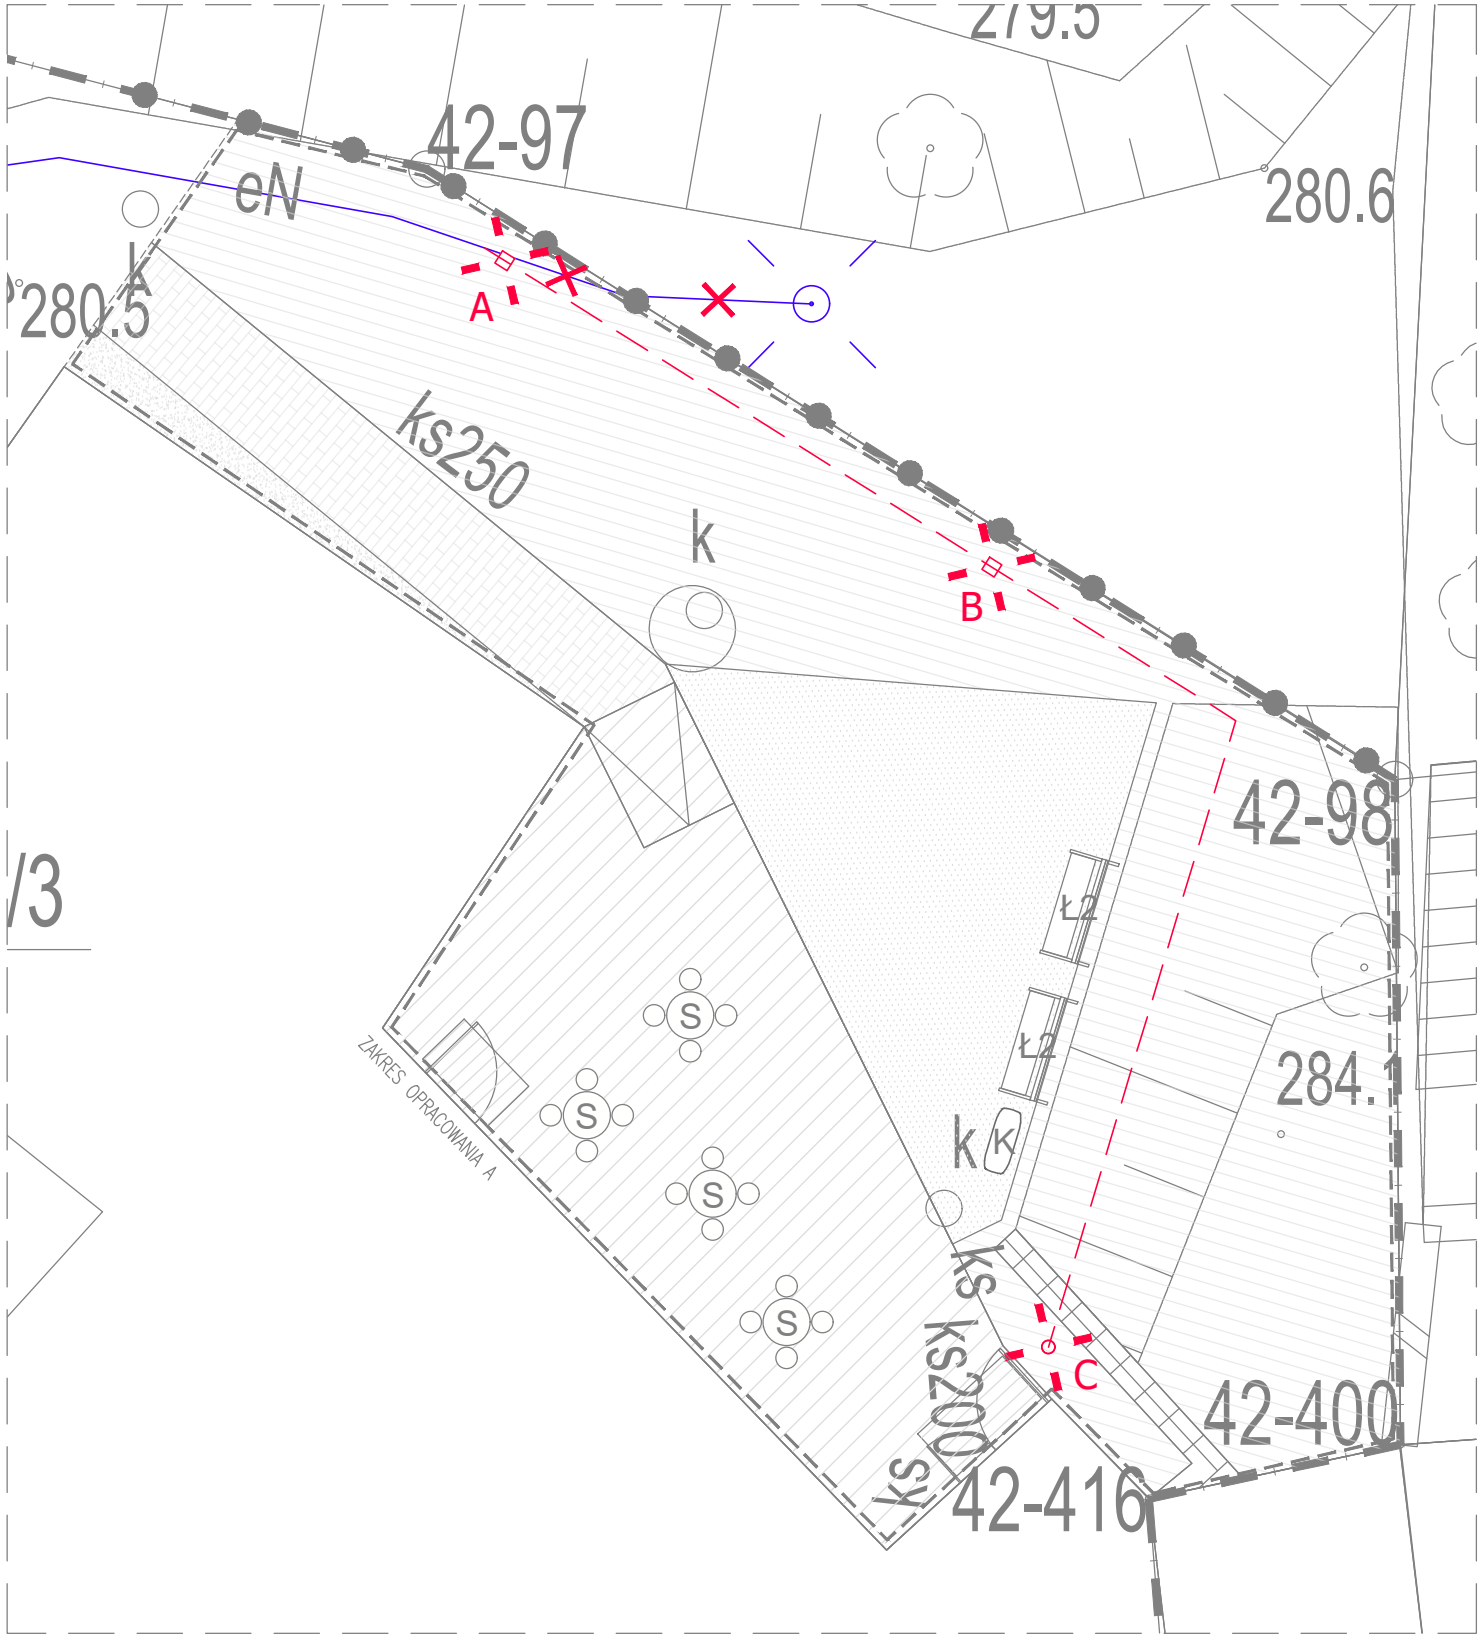 279.5
42-97
eN
280.6
k
280.5
A
ks250
k
B
42-98
/3
Ł2
Ł2
284.1
S
S
S
S
k
K
ZAKRES OPRACOWANIA A
ks
ks200
ks
C
42-400
42-416